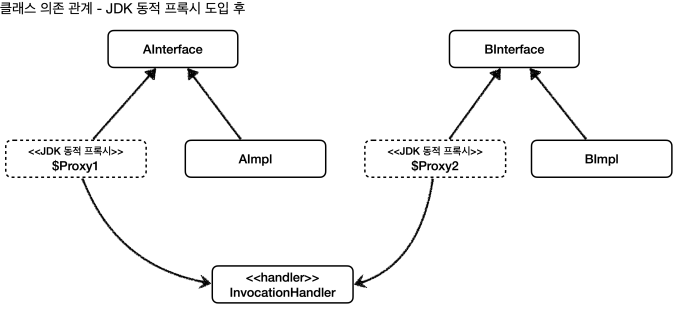 클래스 의존 관계 - JDK 동적 프록시 도입 후
AInterface
BInterface
<<JDK 동적 프록시>>
$Proxy1
AImpl
<<JDK 동적 프록시>>
$Proxy2
BImpl
<<handler>>
InvocationHandler